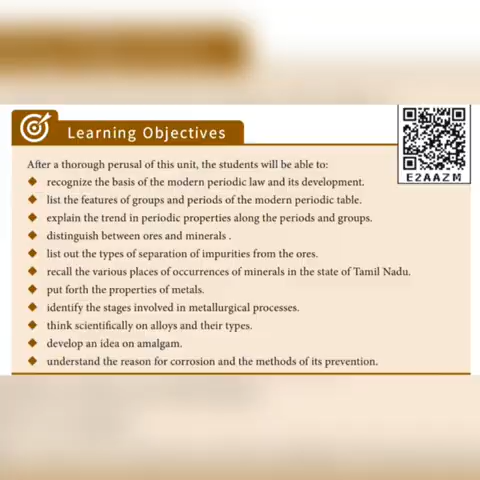 Learning Objectives
E2AAZM
After a thorough perusal of this unit, the students will be able to:
◆ recognize the basis of the modern periodic law and its development.
◆ list the features of groups and periods of the modern periodic table.
◆ explain the trend in periodic properties along the periods and groups.
◆ distinguish between ores and minerals .
◆ list out the types of separation of impurities from the ores.
◆ recall the various places of occurrences of minerals in the state of Tamil Nadu.
◆ put forth the properties of metals.
◆ identify the stages involved in metallurgical processes.
◆ think scientifically on alloys and their types.
◆ develop an idea on amalgam.
◆ understand the reason for corrosion and the methods of its prevention.